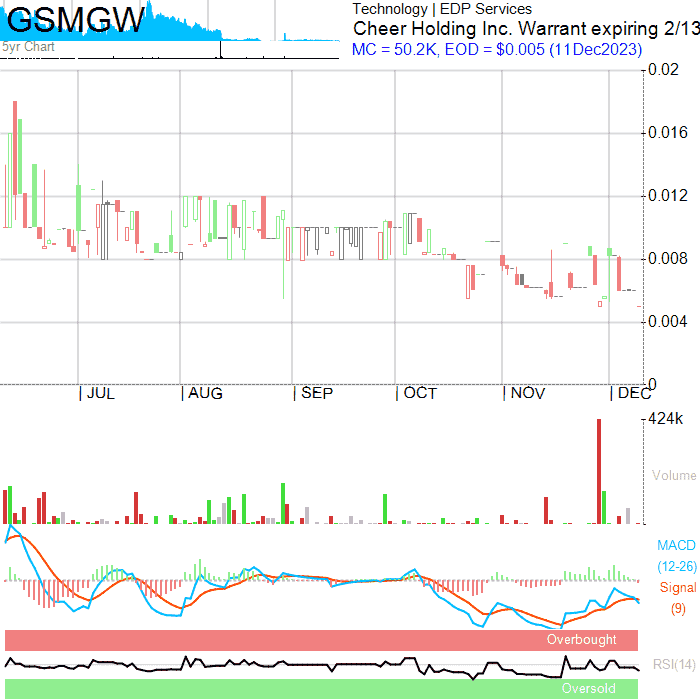 GSMGW
5yr Chart
Technology | EDP Services
Cheer Holding Inc. Warrant expiring 2/13
MC = 50.2K, EOD = $0.005 (11Dec2023)
0.02
0.016
0.012
0.008
0.004
0
| JUL | AUG | SEP | OCT | NOV | DEC
424k
Volume
MACD
(12-26)
Signal
(9)
Overbought
RSI(14)
Oversold